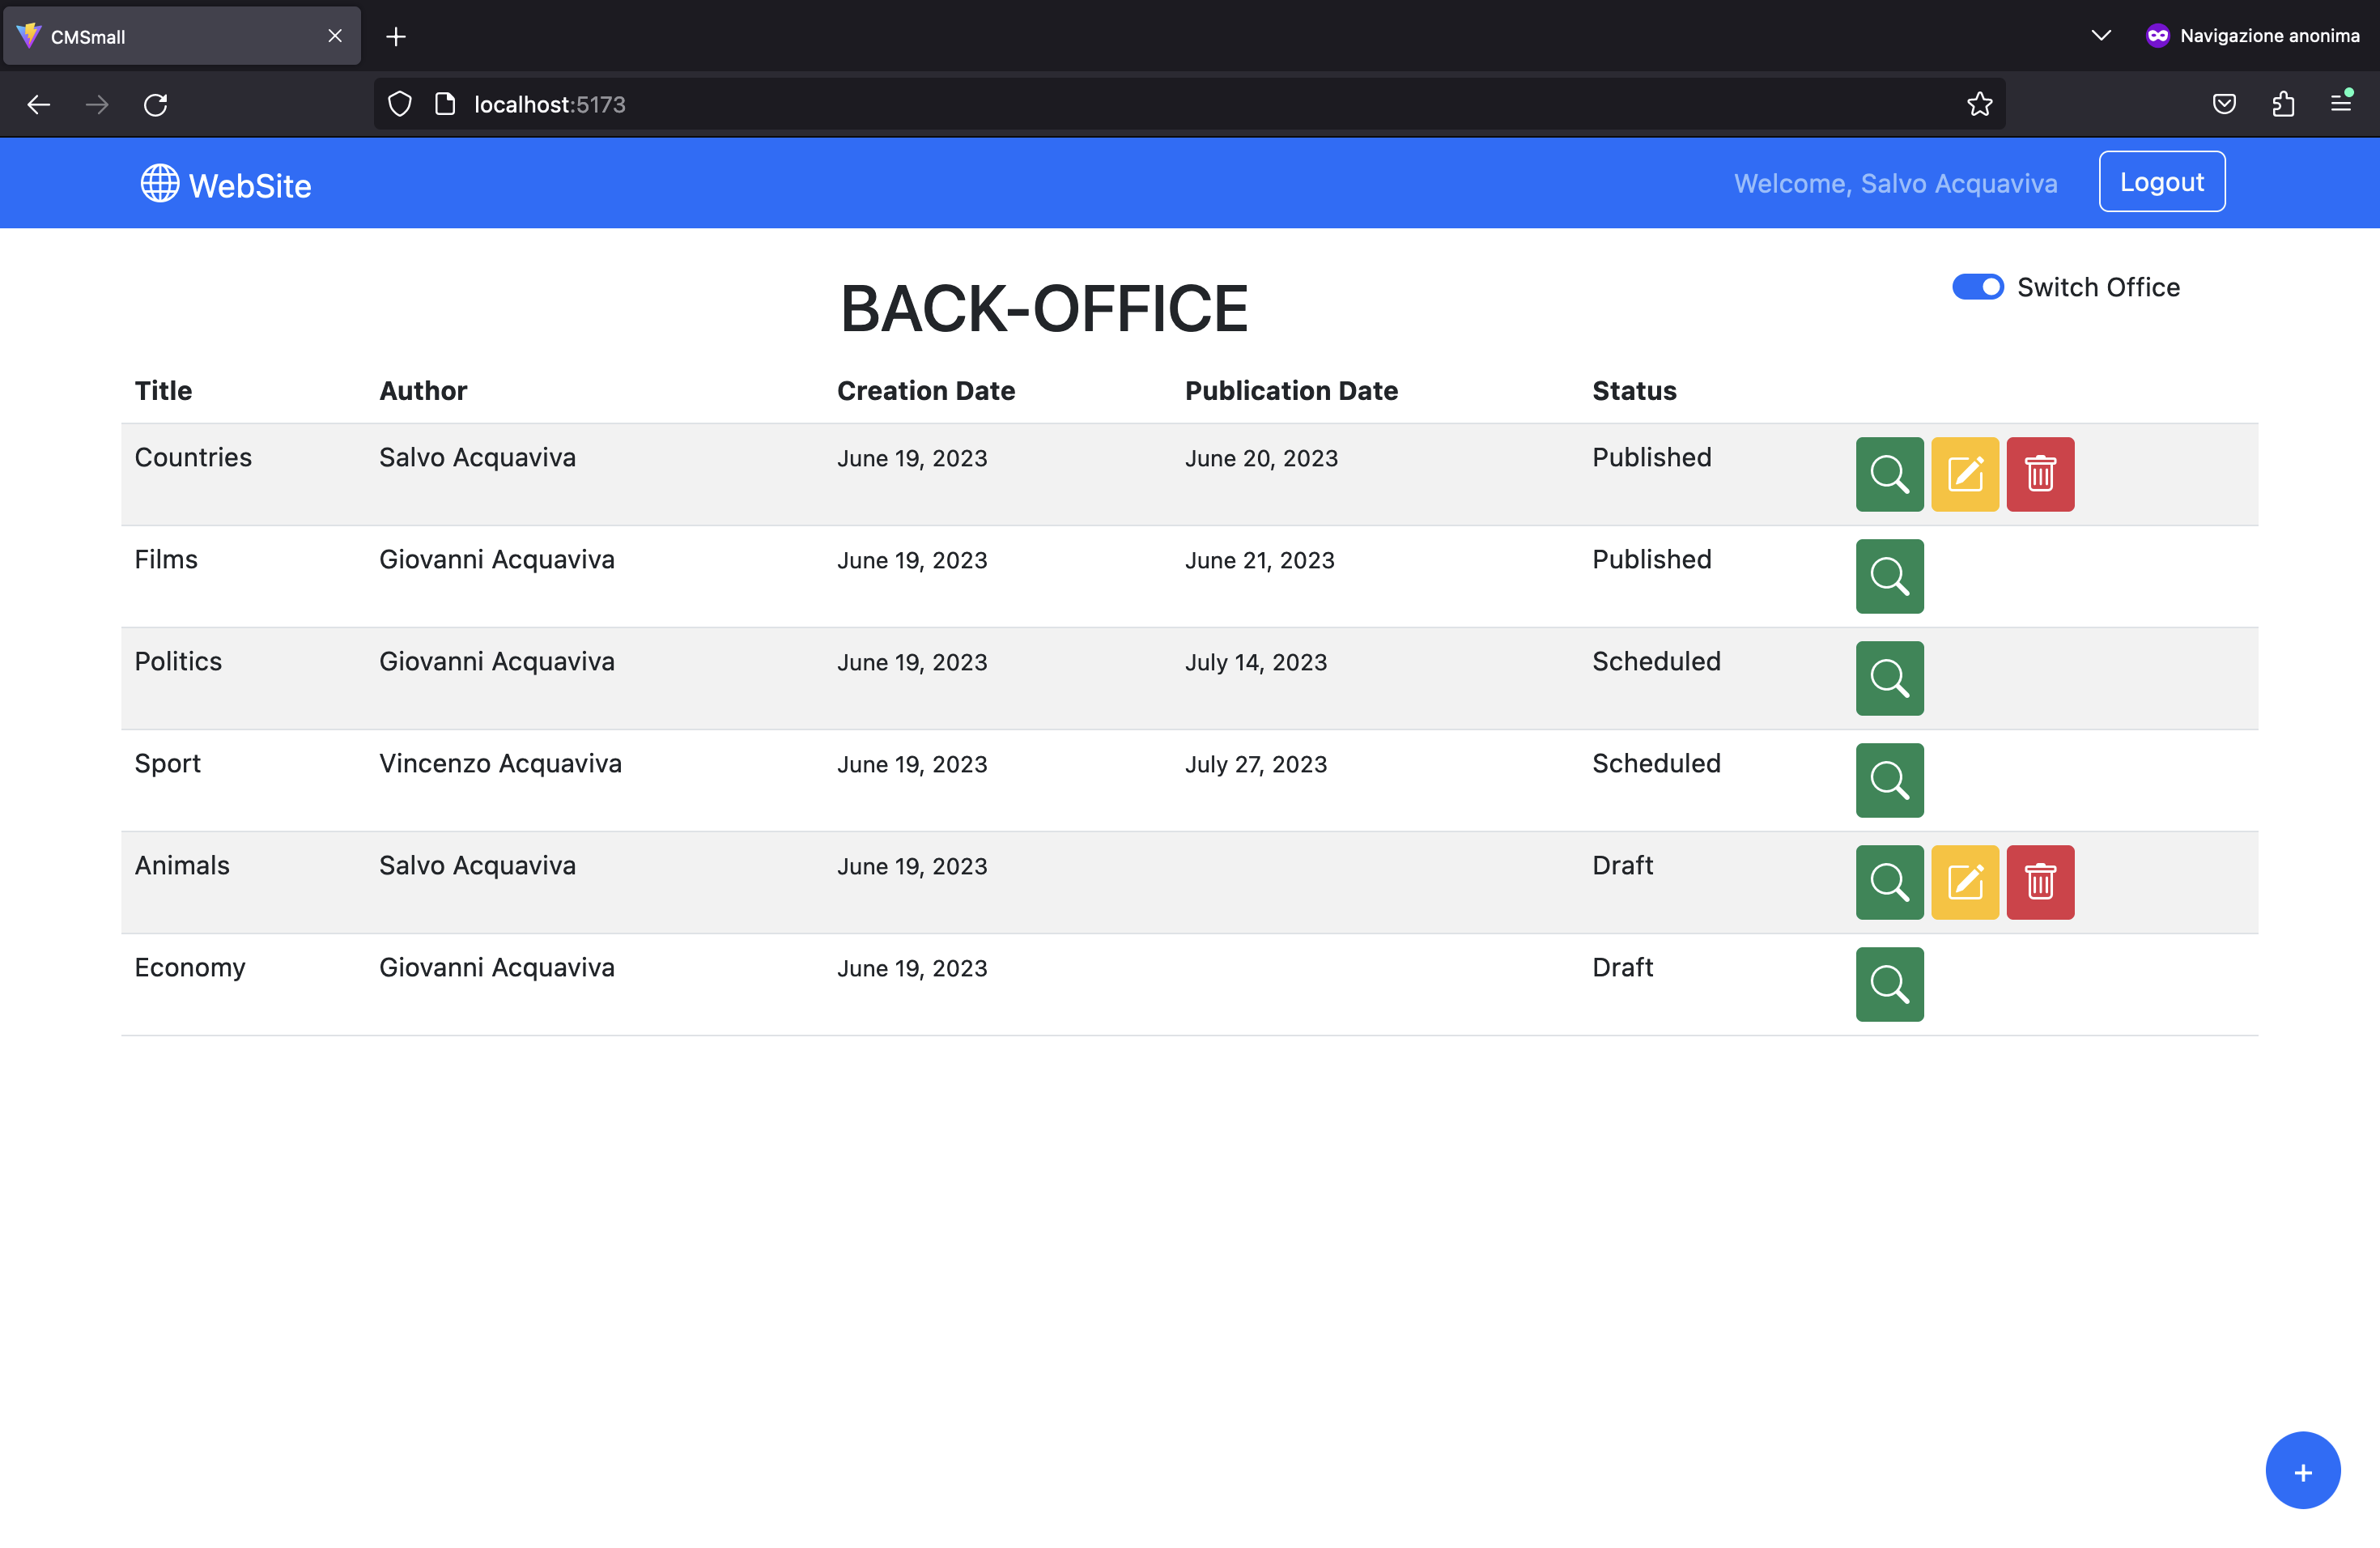 CMSmall
Navigazione anonima
localhost:5173
WebSite
Welcome, Salvo Acquaviva
Logout
BACK-OFFICE
Switch Office
Title Author Creation Date Publication Date Status
Countries Salvo Acquaviva June 19, 2023 June 20, 2023 Published
Films Giovanni Acquaviva June 19, 2023 June 21, 2023 Published
Politics Giovanni Acquaviva June 19, 2023 July 14, 2023 Scheduled
Sport Vincenzo Acquaviva June 19, 2023 July 27, 2023 Scheduled
Animals Salvo Acquaviva June 19, 2023 Draft
Economy Giovanni Acquaviva June 19, 2023 Draft
+